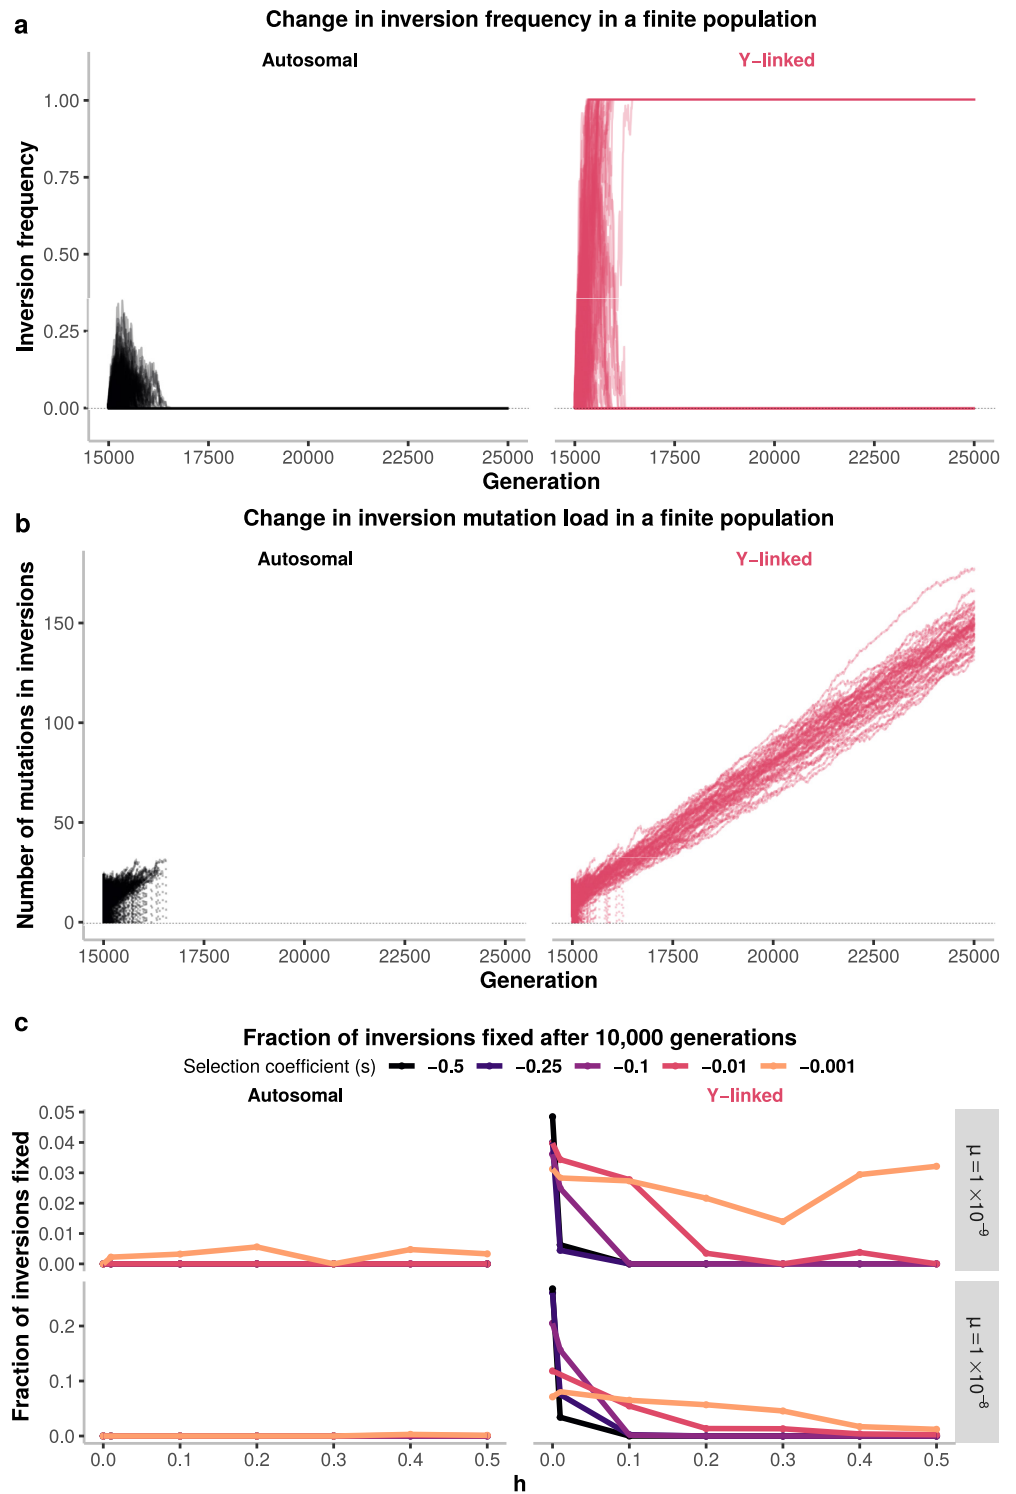 a
Change in inversion frequency in a finite population
Autosomal
Y−linked
Inversion frequency
1.00
0.75
0.50
0.25
0.00
15000 17500 20000 22500 25000
15000 17500 20000 22500 25000
Generation
b
Change in inversion mutation load in a finite population
Autosomal
Y−linked
Number of mutations in inversions
150
100
50
0
15000 17500 20000 22500 25000
15000 17500 20000 22500 25000
Generation
c
Fraction of inversions fixed after 10,000 generations
Selection coefficient (s) −0.5 −0.25 −0.1 −0.01 −0.001
Autosomal
Y−linked
Fraction of inversions fixed
0.05
0.04
0.03
0.02
0.01
0.00
μ = 1 ×10⁻⁹
0.2
0.1
0.0
μ = 1 ×10⁻⁸
0.0 0.1 0.2 0.3 0.4 0.5
0.0 0.1 0.2 0.3 0.4 0.5
h